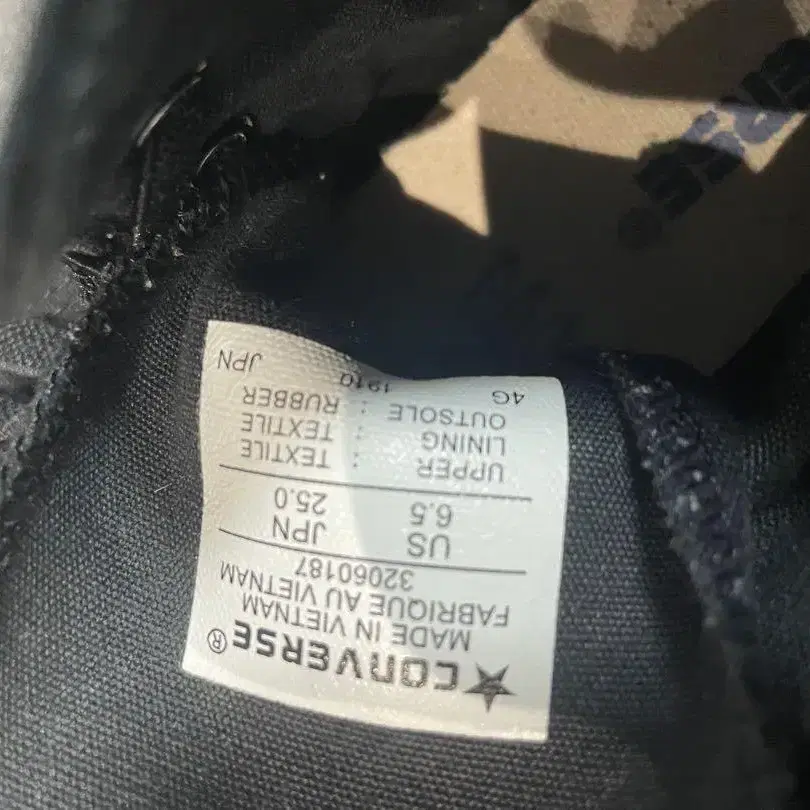 CONVERSE®
MADE IN VIETNAM
FABRIQUE AU VIETNAM
32060187
US JPN
6.5 25.0
UPPER : TEXTILE
LINING : TEXTILE
OUTSOLE : RUBBER
4G 1910 JPN